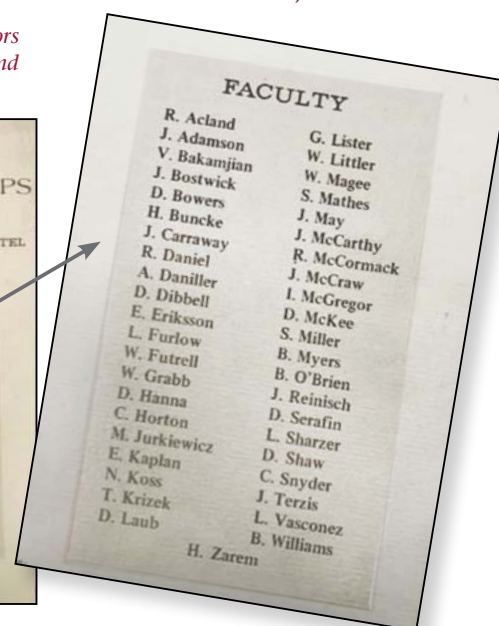 ors
nd
PS
TEL
FACULTY
R. Acland
J. Adamson
V. Bakamjian
J. Bostwick
D. Bowers
H. Buncke
J. Carraway
R. Daniel
A. Daniller
D. Dibbell
E. Eriksson
L. Furlow
W. Futrell
W. Grabb
D. Hanna
C. Horton
M. Jurkiewicz
E. Kaplan
N. Koss
T. Krizek
D. Laub
G. Lister
W. Littler
W. Magee
S. Mathes
J. May
J. McCarthy
R. McCormack
J. McCraw
I. McGregor
D. McKee
S. Miller
B. Myers
B. O'Brien
J. Reinisch
D. Serafin
L. Sharzer
D. Shaw
C. Snyder
J. Terzis
L. Vasconez
B. Williams
H. Zarem